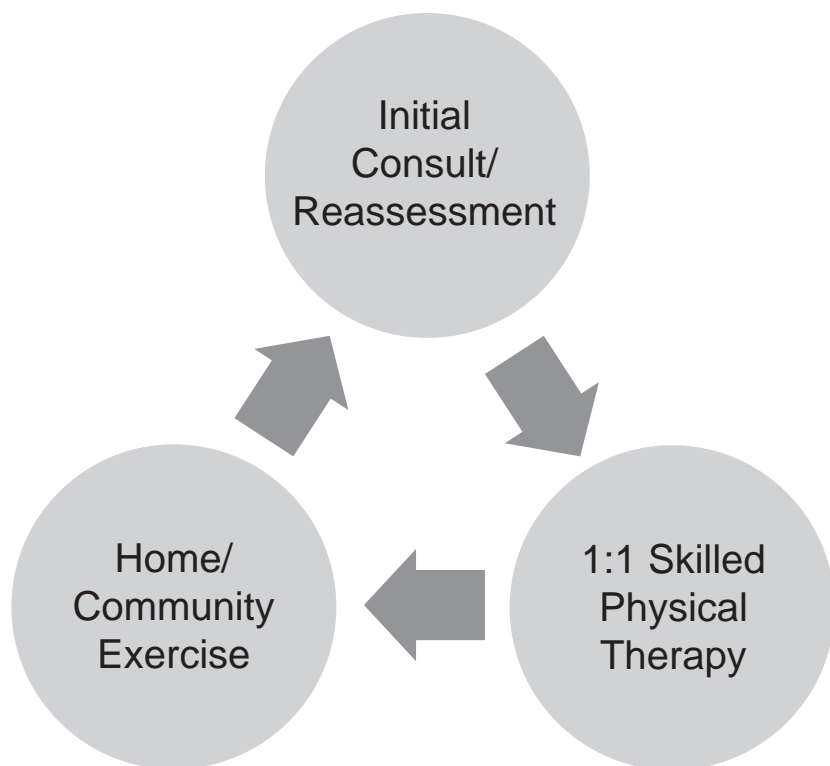 Initial
Consult/
Reassessment
Home/
Community
Exercise
1:1 Skilled
Physical
Therapy